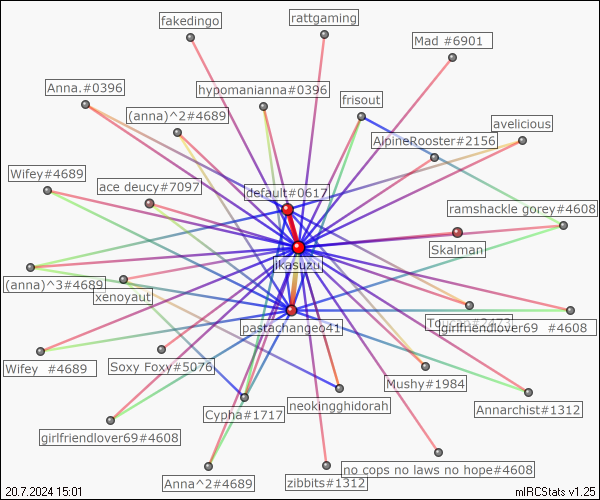 fakedingo
rattgaming
Mad #6901
Anna.#0396
hypomanianna#0396
frisout
(anna)^2#4689
avelicious
AlpineRooster#2156
Wifey#4689
ace deucy#7097
default#0617
ramshackle gorey#4608
Skalman
ikasuzu
(anna)^3#4689
xenoyaut
pastachangeo41
girlfriendlover69 #4608
Wifey #4689
Soxy Foxy#5076
Mushy#1984
neokingghidorah
Cypha#1717
Annarchist#1312
girlfriendlover69#4608
no cops no laws no hope#4608
Anna^2#4689
zibbits#1312
20.7.2024 15:01
mIRCStats v1.25